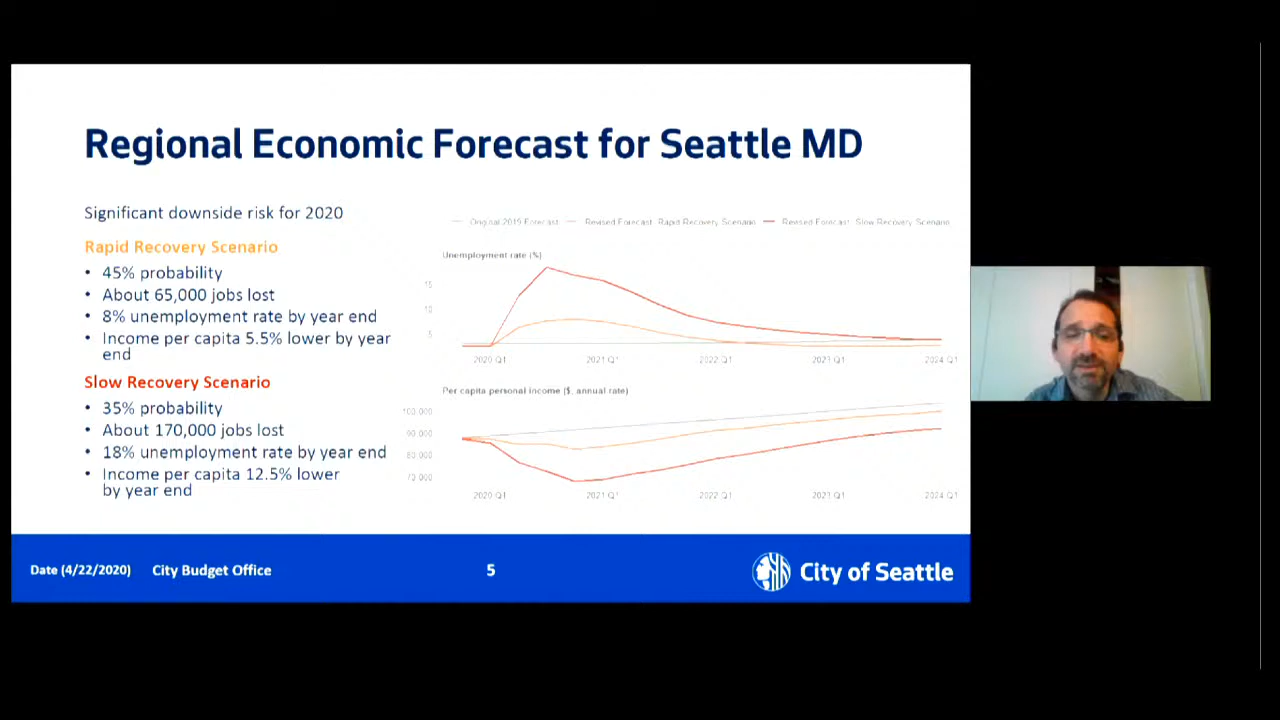 Regional Economic Forecast for Seattle MD
Significant downside risk for 2020
Rapid Recovery Scenario
• 45% probability
• About 65,000 jobs lost
• 8% unemployment rate by year end
• Income per capita 5.5% lower by year
end
Slow Recovery Scenario
• 35% probability
• About 170,000 jobs lost
• 18% unemployment rate by year end
• Income per capita 12.5% lower
by year end
Original 2019 Forecast Revised Forecast: Rapid Recovery Scenario Revised Forecast: Slow Recovery Scenario
Unemployment rate (%)
15
10
5
2020 Q1 2021 Q1 2022 Q1 2023 Q1 2024 Q1
Per capita personal income ($, annual rate)
100,000
90,000
80,000
70,000
2020 Q1 2021 Q1 2022 Q1 2023 Q1 2024 Q1
Date (4/22/2020) City Budget Office 5 City of Seattle